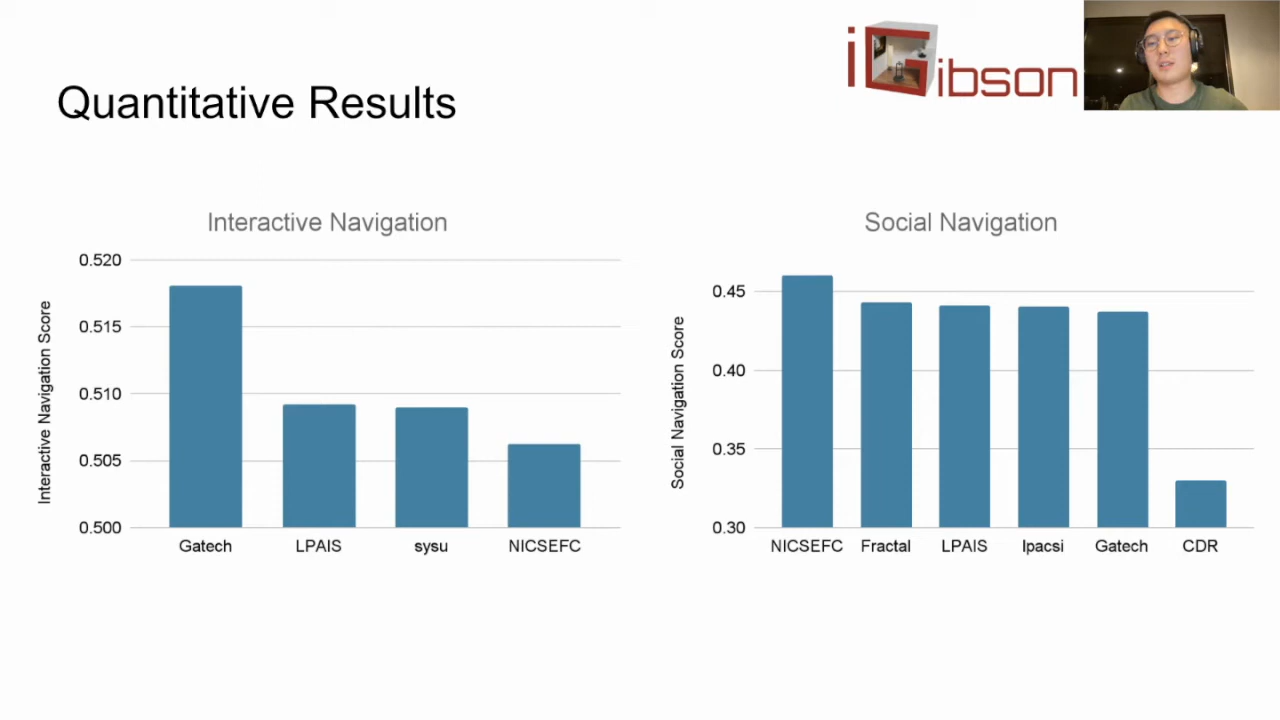 iGibson
Quantitative Results
Interactive Navigation
Interactive Navigation Score
0.520
0.515
0.510
0.505
0.500
Gatech LPAIS sysu NICSEFC
Social Navigation
Social Navigation Score
0.45
0.40
0.35
0.30
NICSEFC Fractal LPAIS lpacsi Gatech CDR